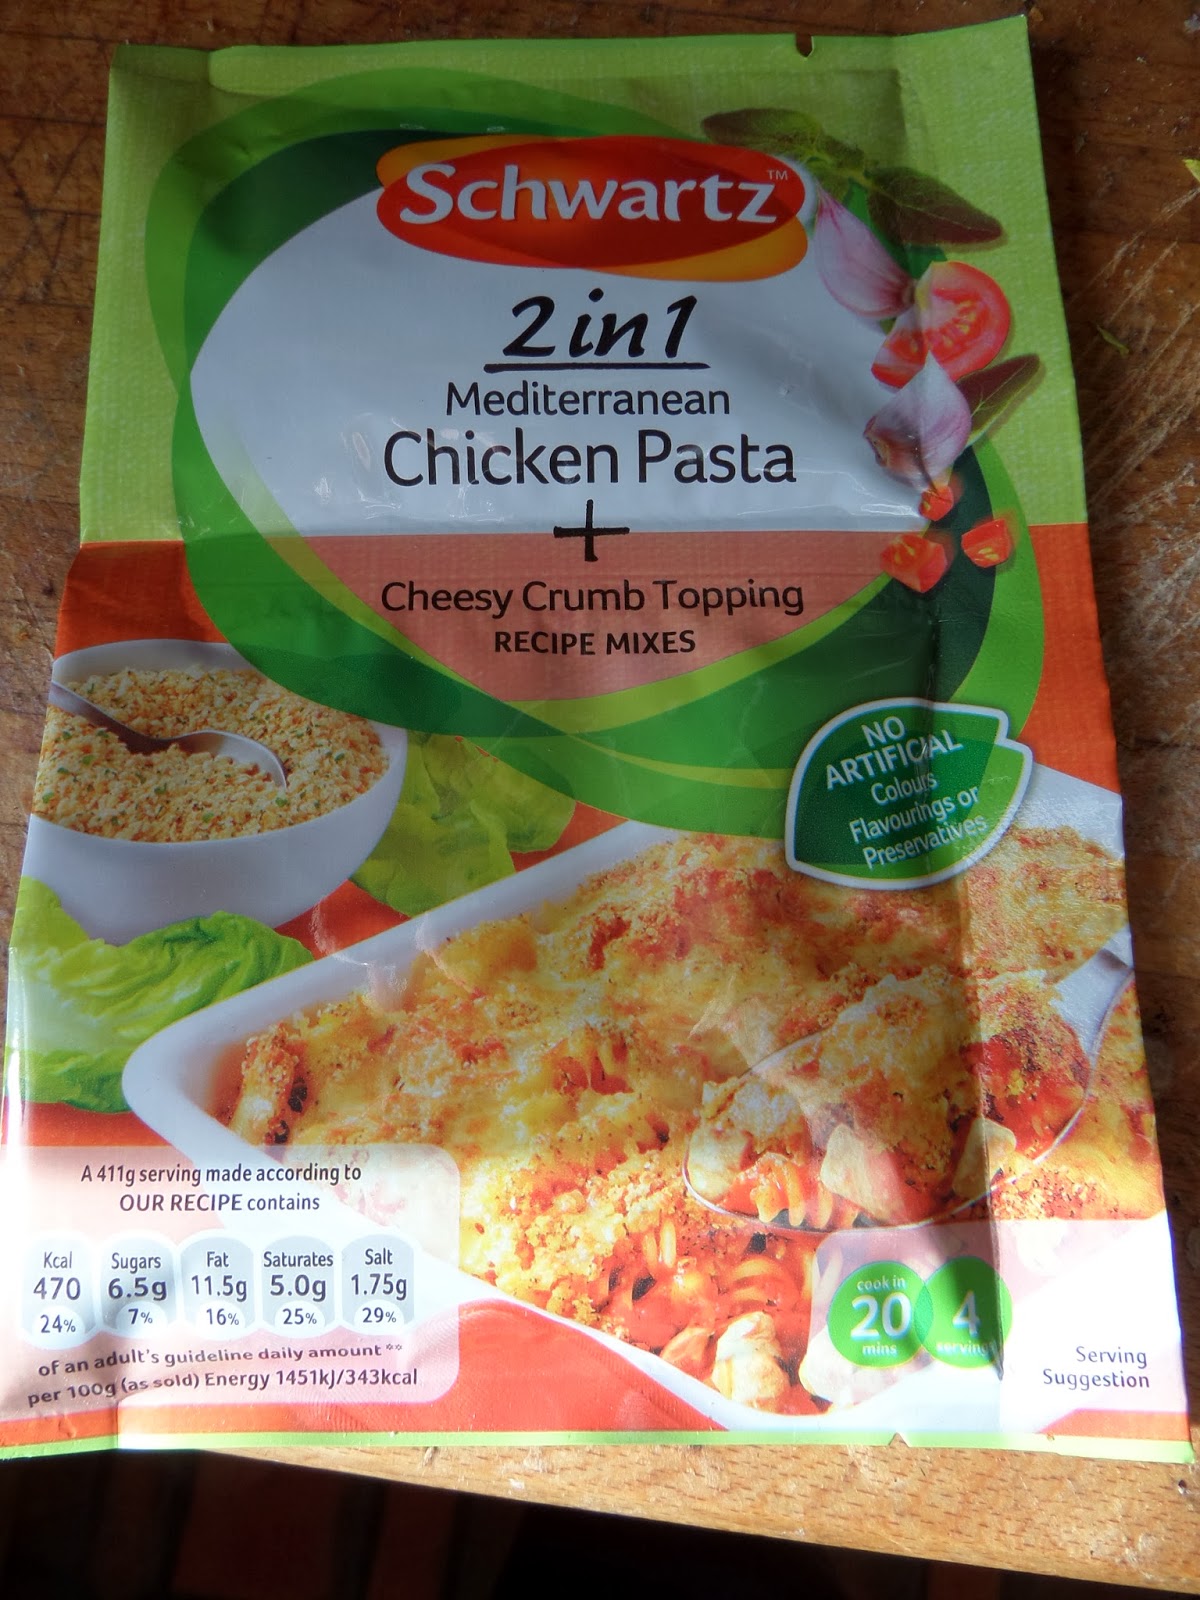 Schwartz™
2 in 1
Mediterranean
Chicken Pasta
+
Cheesy Crumb Topping
RECIPE MIXES
NO
ARTIFICIAL
Colours
Flavourings or
Preservatives
A 411g serving made according to
OUR RECIPE contains
Kcal 470 24%
Sugars 6.5g 7%
Fat 11.5g 16%
Saturates 5.0g 25%
Salt 1.75g 29%
of an adult's guideline daily amount**
per 100g (as sold) Energy 1451kJ/343kcal
cook in
20
mins
4
servings
Serving
Suggestion